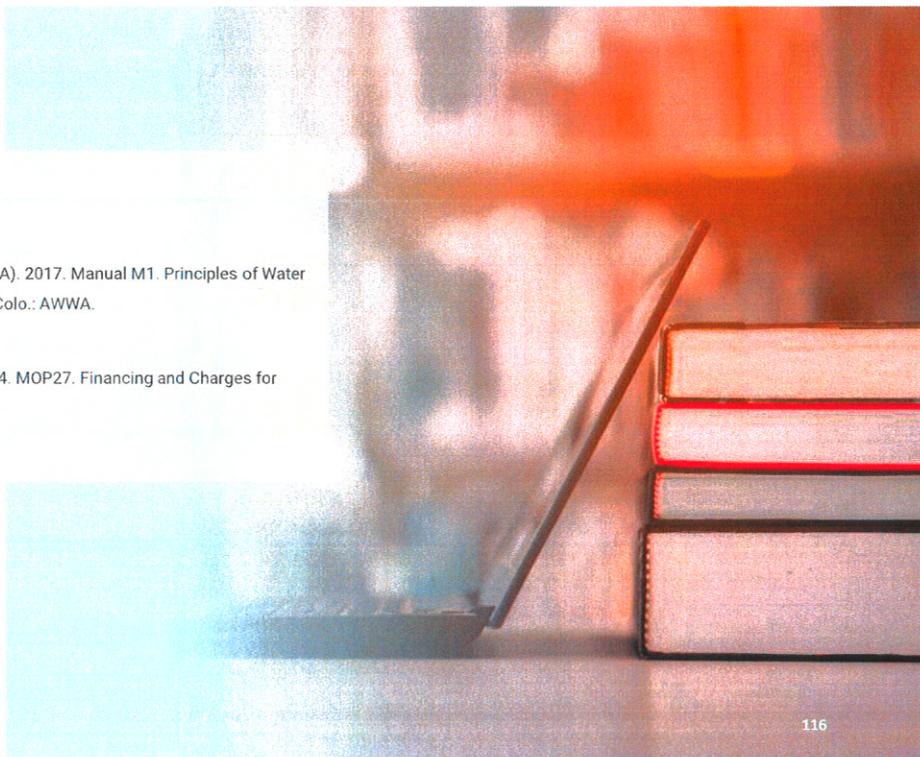 A). 2017. Manual M1. Principles of Water
Colo.: AWWA.
4. MOP27. Financing and Charges for
116